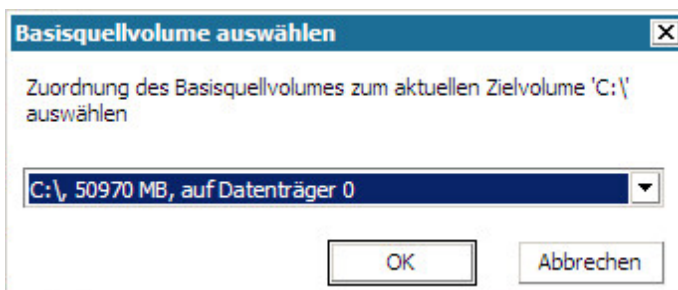 Basisquellvolume auswählen
Zuordnung des Basisquellvolumes zum aktuellen Zielvolume 'C:\'
auswählen
C:\, 50970 MB, auf Datenträger 0
OK
Abbrechen